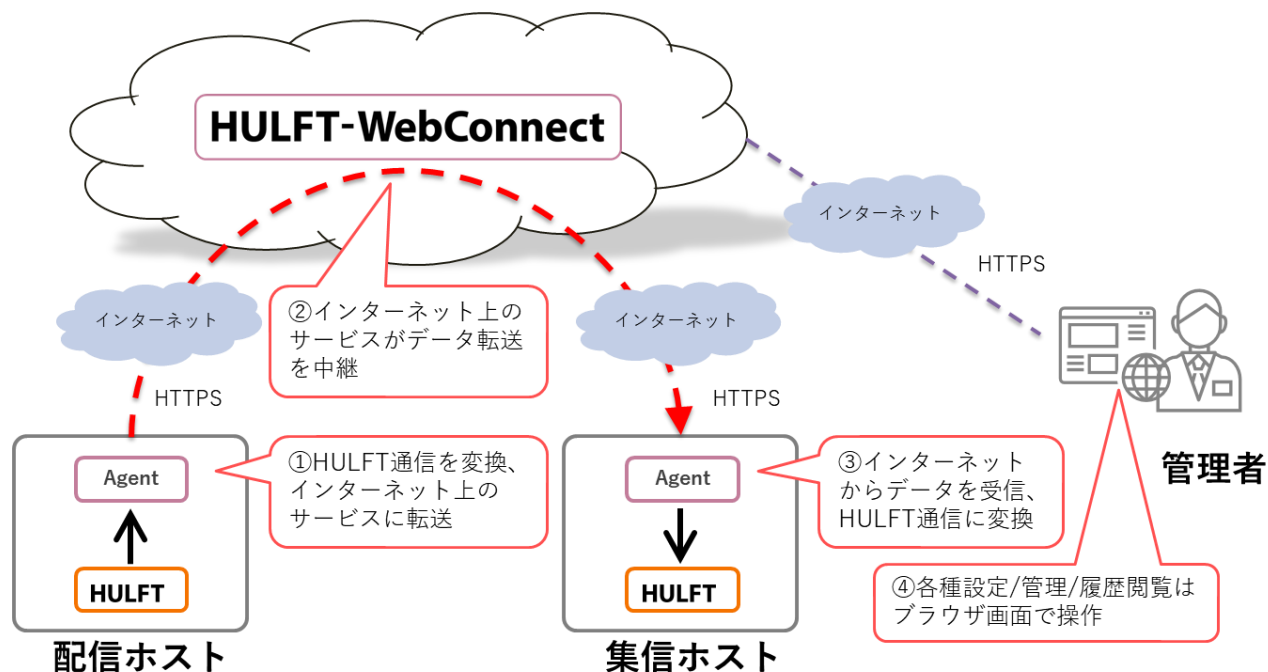 HULFT-WebConnect
インターネット
HTTPS
インターネット
②インターネット上の
サービスがデータ転送
を中継
インターネット
HTTPS
HTTPS
Agent
HULFT
①HULFT通信を変換、
インターネット上の
サービスに転送
配信ホスト
Agent
HULFT
③インターネット
からデータを受信、
HULFT通信に変換
集信ホスト
管理者
④各種設定/管理/履歴閲覧は
ブラウザ画面で操作